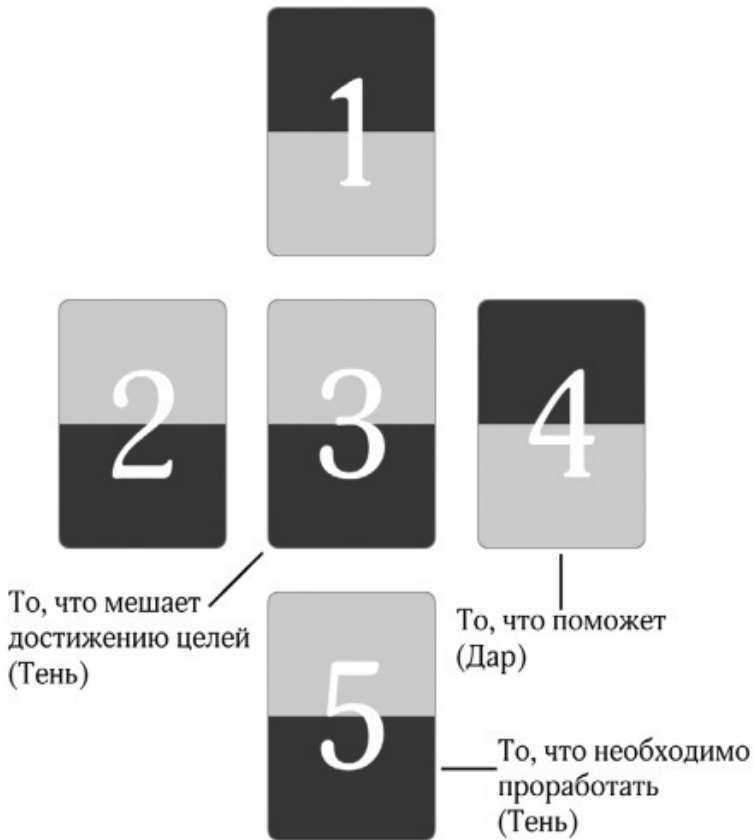 1
2
3
4
То, что мешает
достижению целей
(Тень)
То, что поможет
(Дар)
5
То, что необходимо
проработать
(Тень)